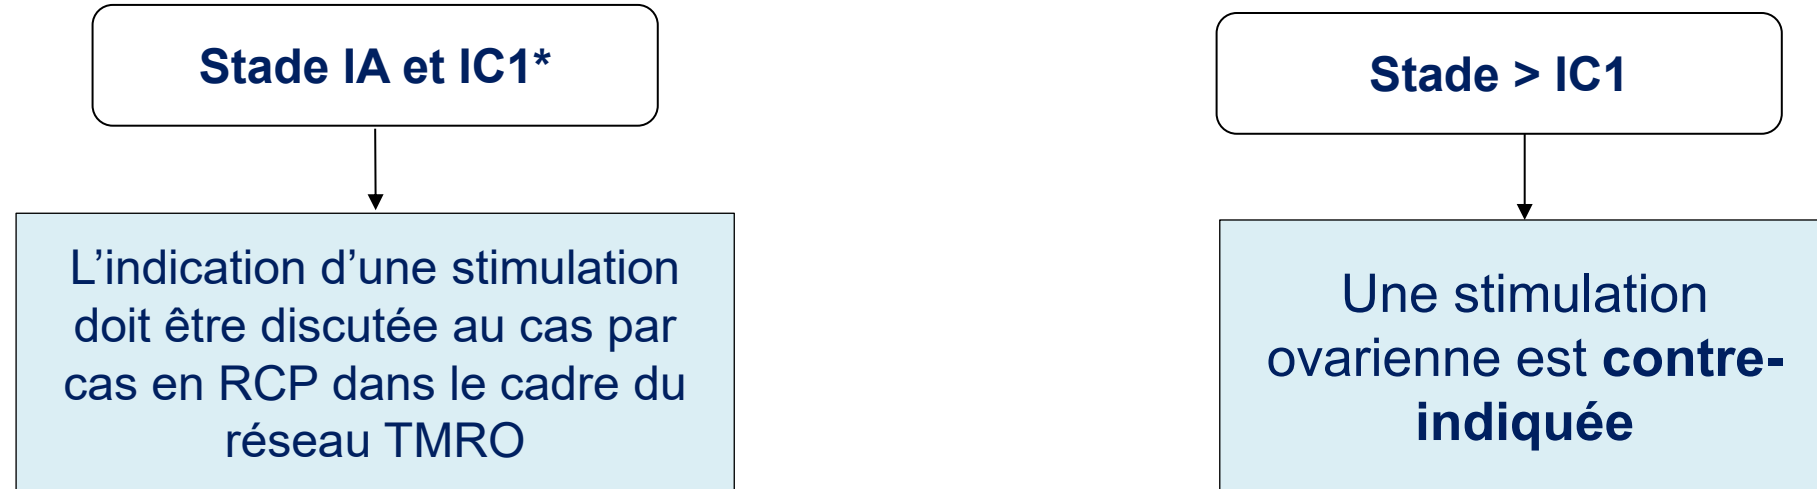 Stade IA et IC1*
L’indication d’une stimulation
doit être discutée au cas par
cas en RCP dans le cadre du
réseau TMRO
Stade > IC1
Une stimulation
ovarienne est contre-
indiquée